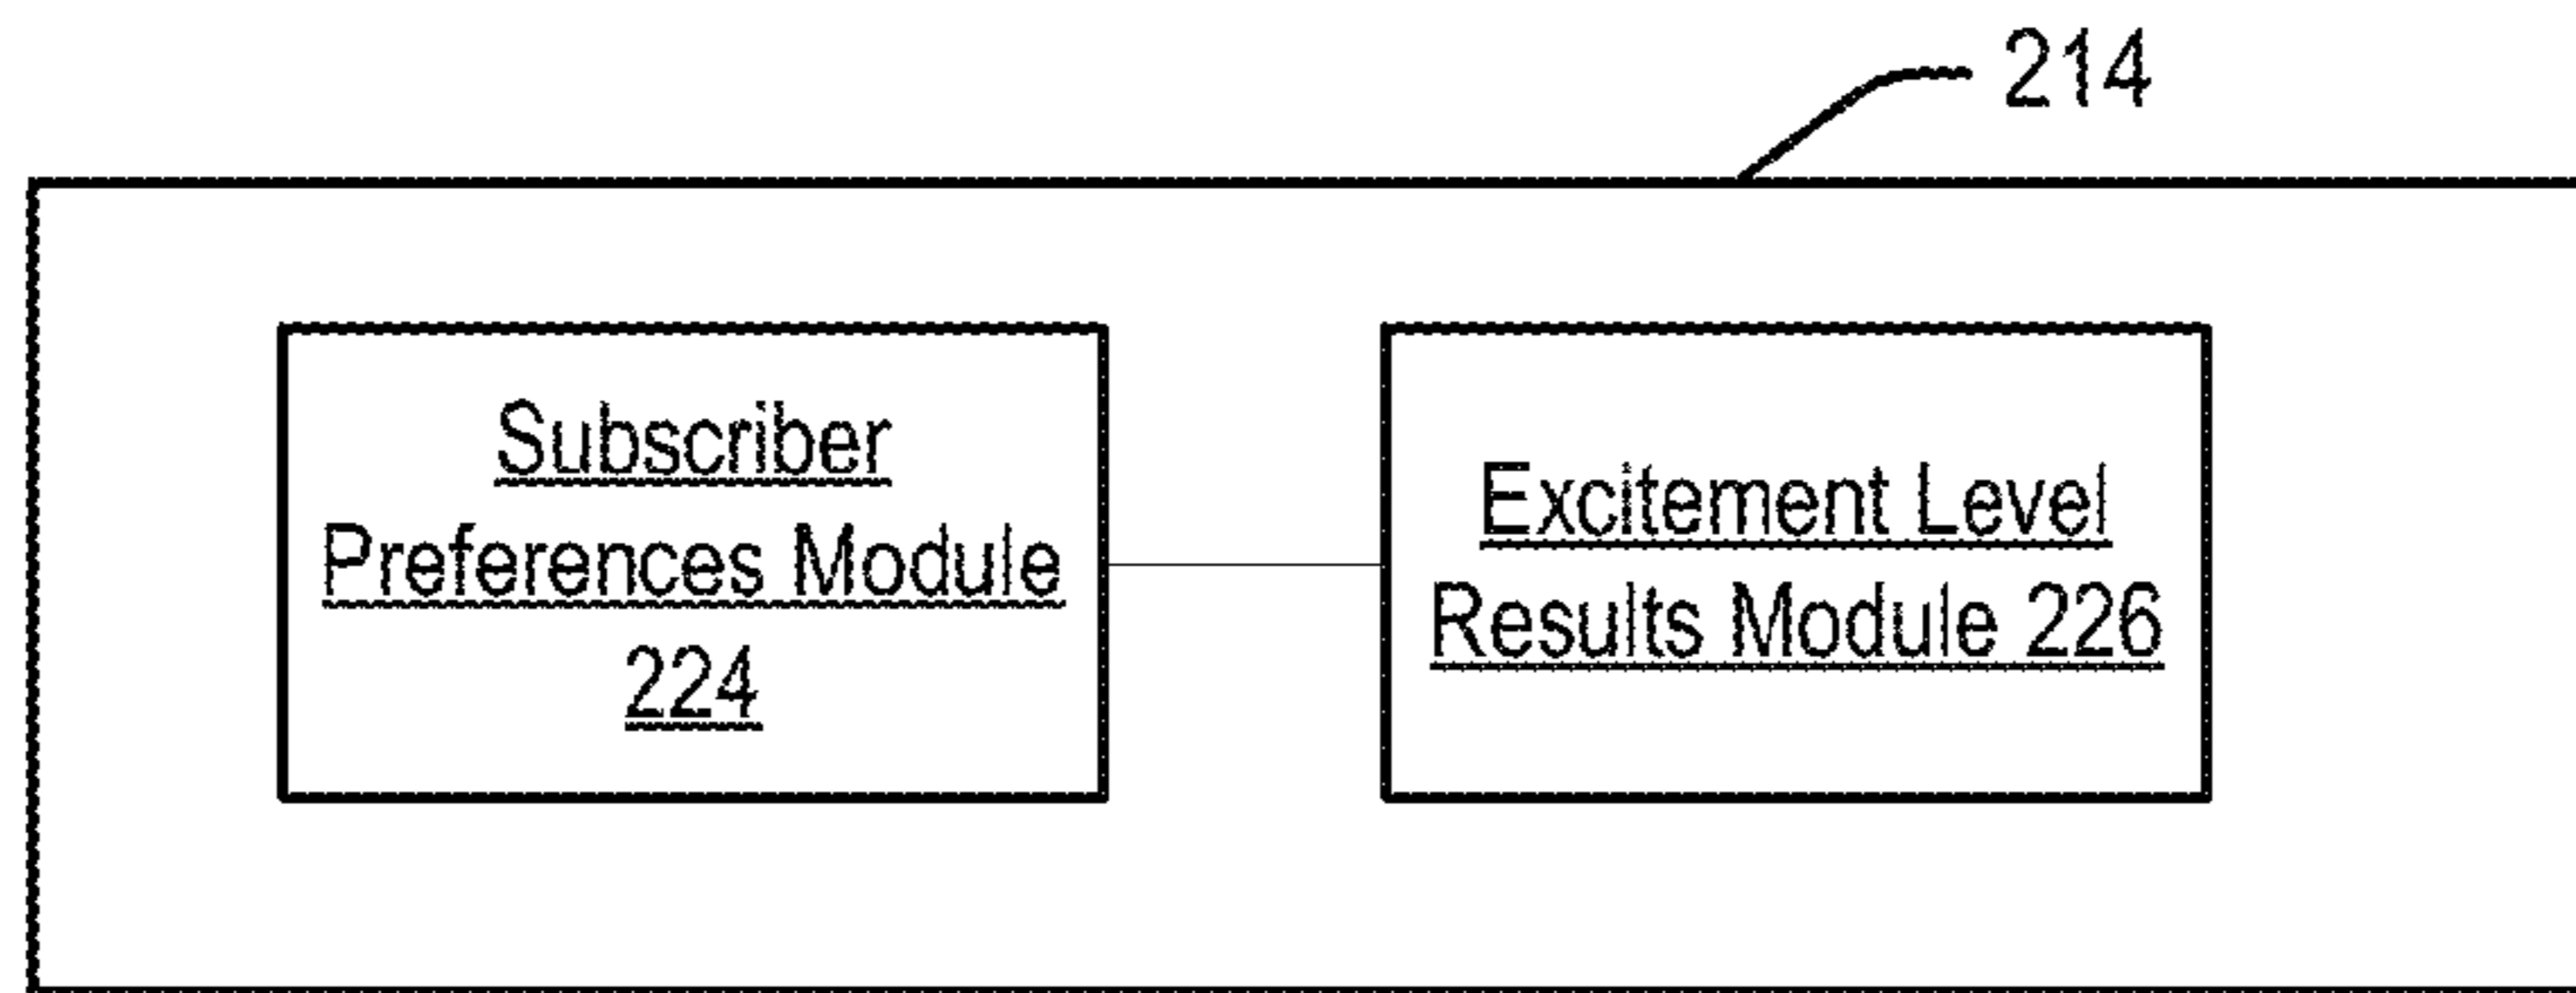 214
Subscriber
Preferences Module
224
Excitement Level
Results Module 226